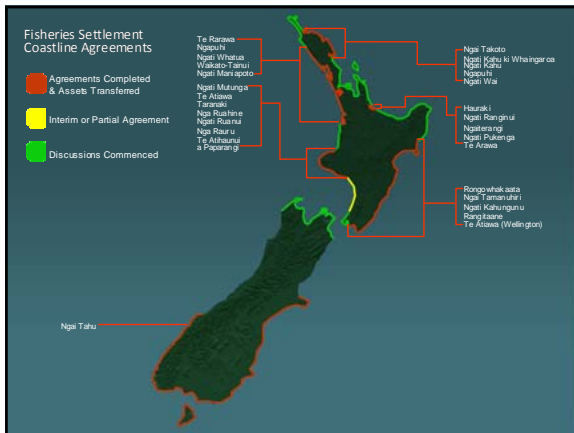 Fisheries Settlement
Coastline Agreements
Agreements Completed
& Assets Transferred
Interim or Partial Agreement
Discussions Commenced
Te Rarawa
Ngapuhi
Ngati Whatua
Waikato-Tainui
Ngati Maniapoto
Ngati Mutunga
Te Atiawa
Taranaki
Nga Ruahine
Ngati Ruanui
Nga Rauru
Te Atihaunui
a Paparangi
Ngai Takoto
Ngati Kahu ki Whaingaroa
Ngati Kahu
Ngapuhi
Ngati Wai
Hauraki
Ngati Ranginui
Ngaiterangi
Ngati Pukenga
Te Arawa
Rongowhakaata
Ngai Tamanuhiri
Ngati Kahungunu
Rangitaane
Te Atiawa (Wellington)
Ngai Tahu